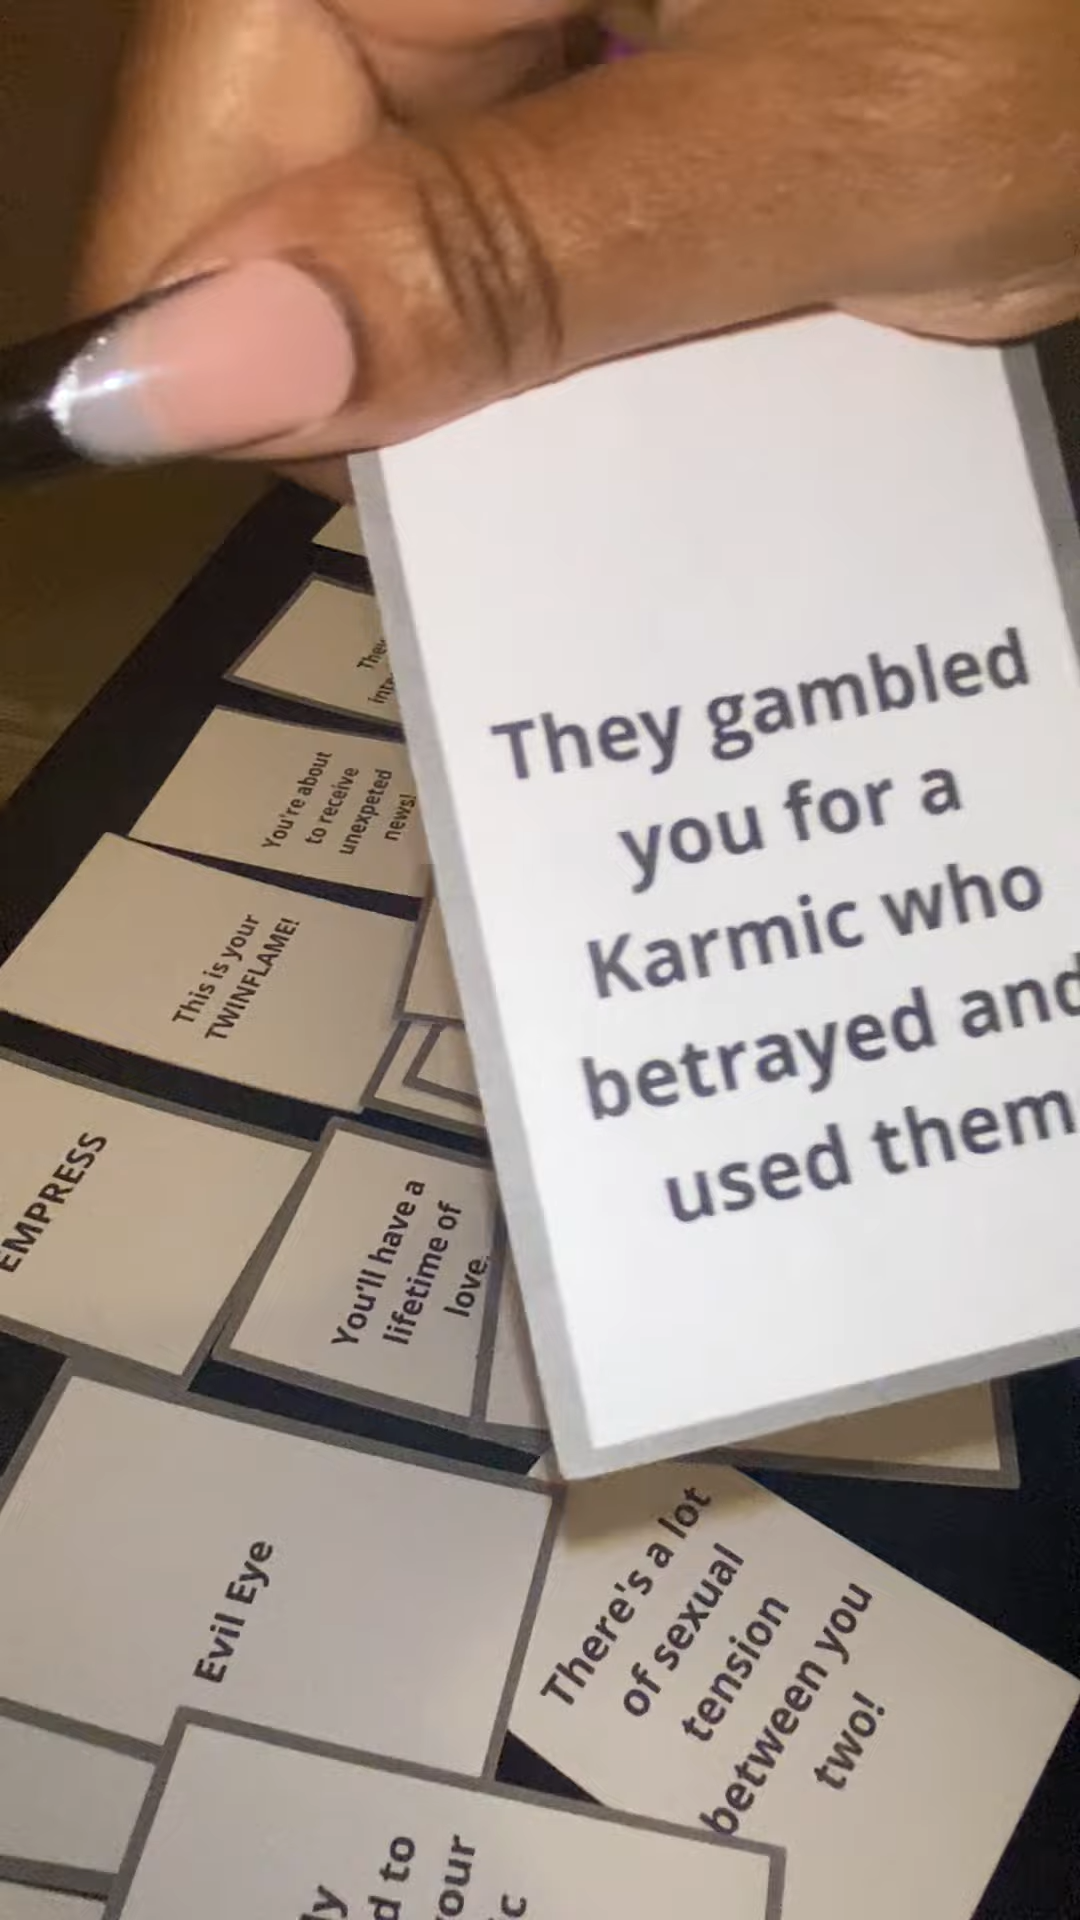 They gambled
you for a
Karmic who
betrayed and
used them
They
You're about
to receive
unexpeted
news!
This is your
TWINFLAME!
EMPRESS
You'll have a
lifetime of
love.
Evil Eye
There's a lot
of sexual
tension
between you
two!